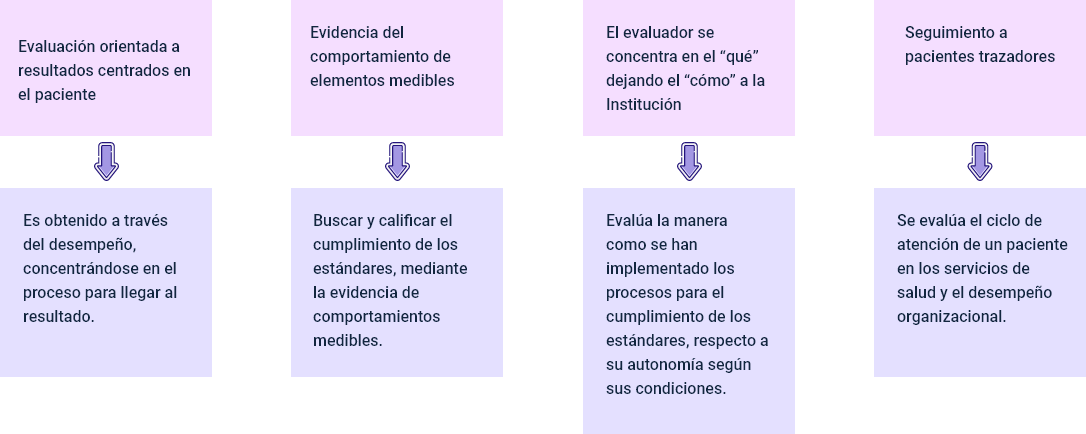 Evaluación orientada a
resultados centrados en
el paciente
Es obtenido a través
del desempeño,
concentrándose en el
proceso para llegar al
resultado.
Evidencia del
comportamiento de
elementos medibles
Buscar y calificar el
cumplimiento de los
estándares, mediante
la evidencia de
comportamientos
medibles.
El evaluador se
concentra en el “qué”
dejando el “cómo” a la
Institución
Evalúa la manera
como se han
implementado los
procesos para el
cumplimiento de los
estándares, respecto a
su autonomía según
sus condiciones.
Seguimiento a
pacientes trazadores
Se evalúa el ciclo de
atención de un paciente
en los servicios de
salud y el desempeño
organizacional.